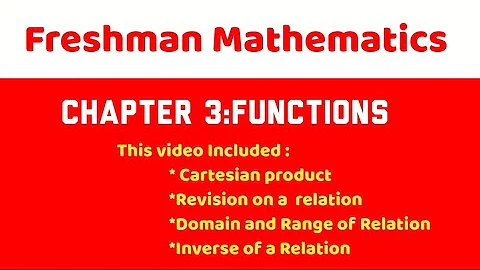 Freshman Mathematics
CHAPTER 3:FUNCTIONS
This video Included :
* Cartesian product
*Revision on a relation
*Domain and Range of Relation
*Inverse of a Relation